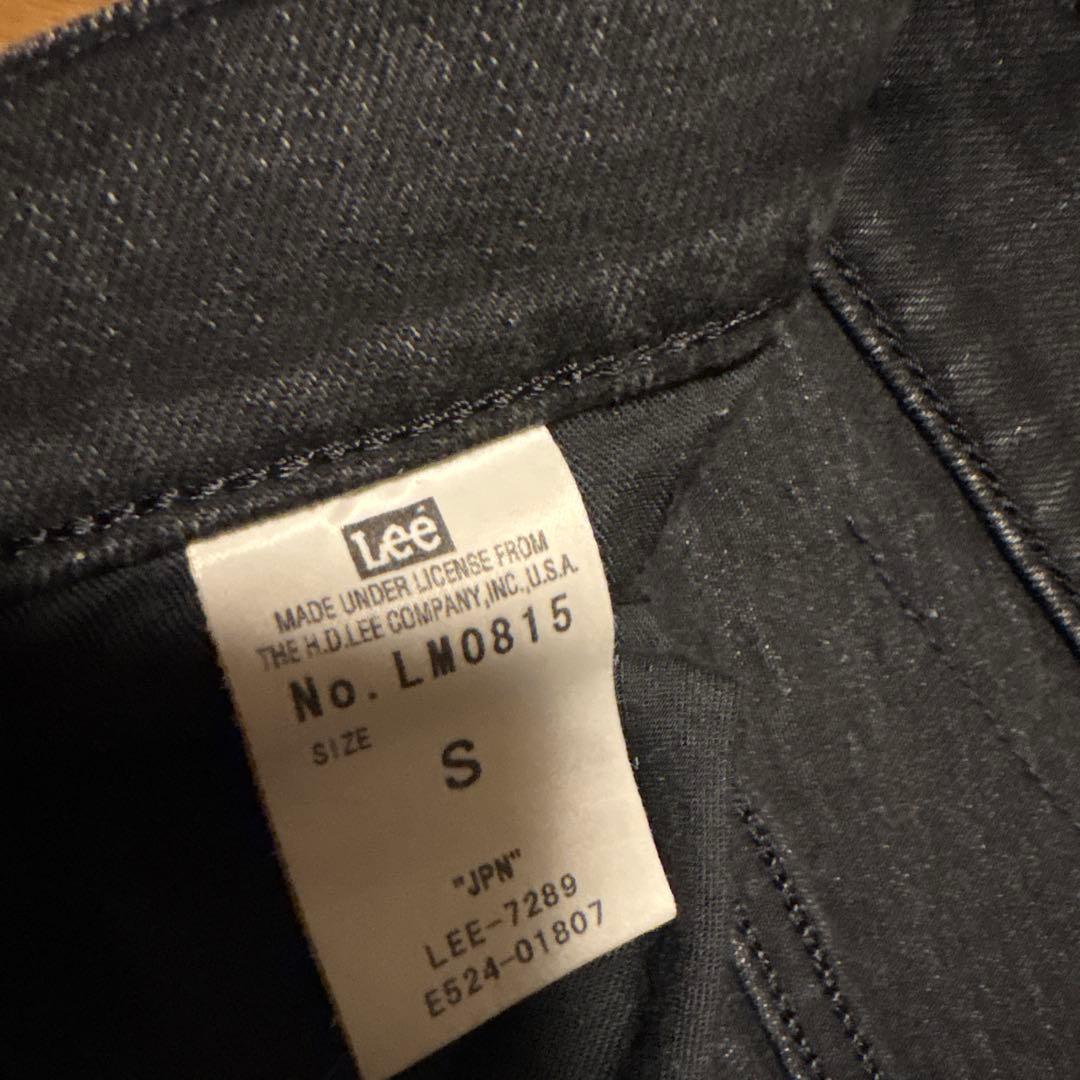 Lee
MADE UNDER LICENSE FROM
THE H.D.LEE COMPANY,INC.,U.S.A.
No. LM0815
SIZE
S
"JPN"
LEE-7289
E524-01807